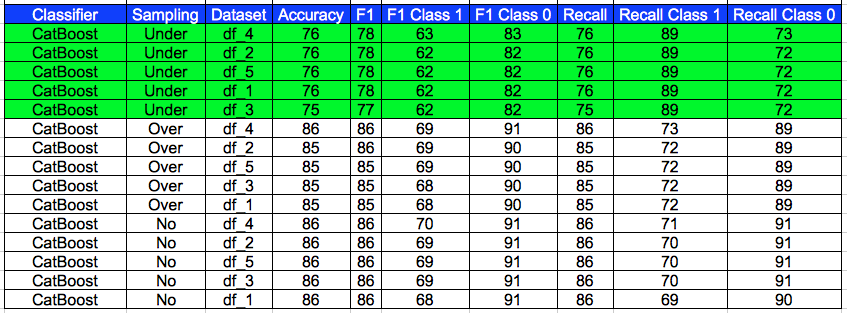 Classifier Sampling Dataset Accuracy F1 F1 Class 1 F1 Class 0 Recall Recall Class 1 Recall Class 0
CatBoost Under df_4 76 78 63 83 76 89 73
CatBoost Under df_2 76 78 62 82 76 89 72
CatBoost Under df_5 76 78 62 82 76 89 72
CatBoost Under df_1 76 78 62 82 76 89 72
CatBoost Under df_3 75 77 62 82 75 89 72
CatBoost Over df_4 86 86 69 91 86 73 89
CatBoost Over df_2 85 86 69 90 85 72 89
CatBoost Over df_5 85 85 69 90 85 72 89
CatBoost Over df_3 85 85 68 90 85 72 89
CatBoost Over df_1 85 85 68 90 85 72 89
CatBoost No df_4 86 86 70 91 86 71 91
CatBoost No df_2 86 86 69 91 86 70 91
CatBoost No df_5 86 86 69 91 86 70 91
CatBoost No df_3 86 86 69 91 86 70 91
CatBoost No df_1 86 86 68 91 86 69 90